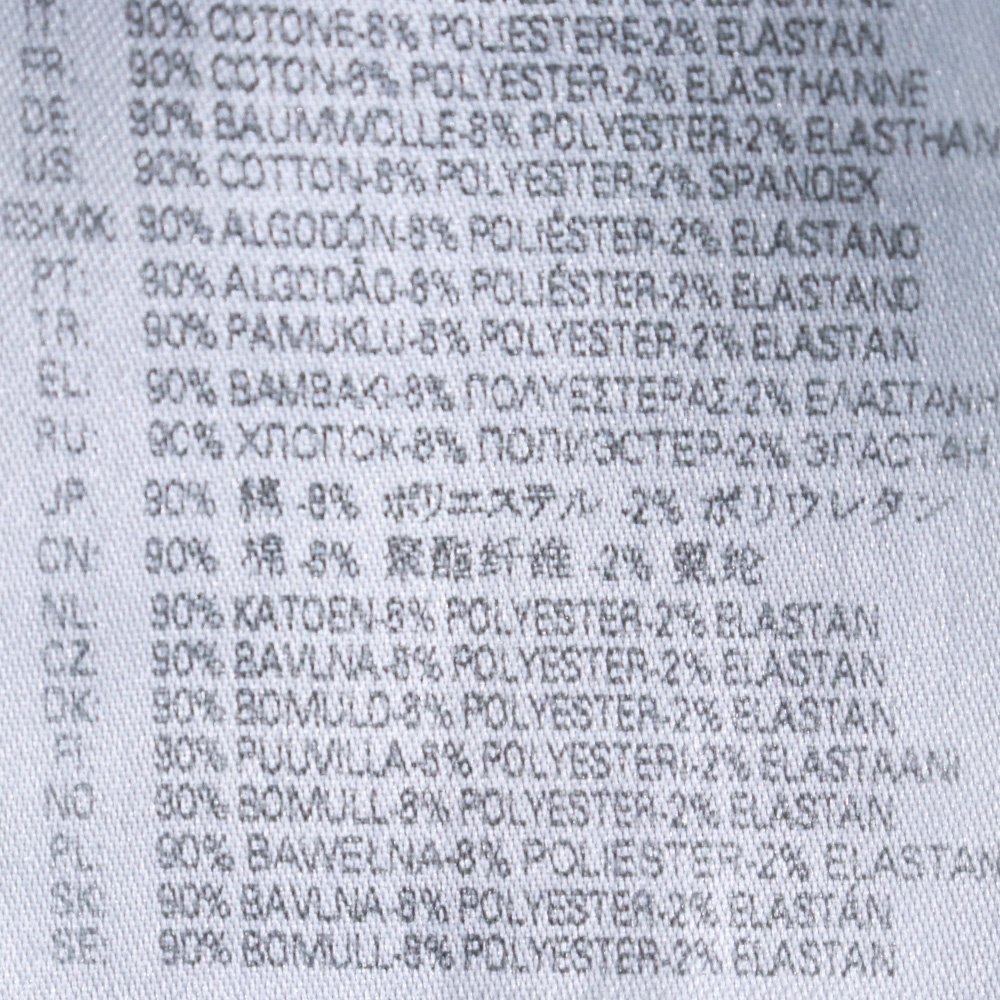 IT: 90% COTONE-8% POLIESTERE-2% ELASTAN
FR: 90% COTON-8% POLYESTER-2% ELASTHANNE
DE: 90% BAUMWOLLE-8% POLYESTER-2% ELASTHAN
US: 90% COTTON-8% POLYESTER-2% SPANDEX
ES-MX: 90% ALGODÓN-8% POLIÉSTER-2% ELASTANO
PT: 90% ALGODÃO-8% POLIÉSTER-2% ELASTANO
TR: 90% PAMUKLU-8% POLYESTER-2% ELASTAN
EL: 90% BAMBAKI-8% ΠΟΛΥΕΣΤΕΡΑΣ-2% ΕΛΑΣΤΑΝΗ
RU: 90% ХЛОПОК-8% ПОЛИЭСТЕР-2% ЭЛАСТАН
JP: 90% 綿 -8% ポリエステル -2% ポリウレタン
CN: 90% 棉 -8% 聚酯纤维 -2% 氨纶
NL: 90% KATOEN-8% POLYESTER-2% ELASTAN
CZ: 90% BAVLNA-8% POLYESTER-2% ELASTAN
DK: 90% BOMULD-8% POLYESTER-2% ELASTAN
FI: 90% PUUVILLA-8% POLYESTERI-2% ELASTAANI
NO: 90% BOMULL-8% POLYESTER-2% ELASTAN
PL: 90% BAWEŁNA-8% POLIESTER-2% ELASTAN
SK: 90% BAVLNA-8% POLYESTER-2% ELASTAN
SE: 90% BOMULL-8% POLYESTER-2% ELASTAN